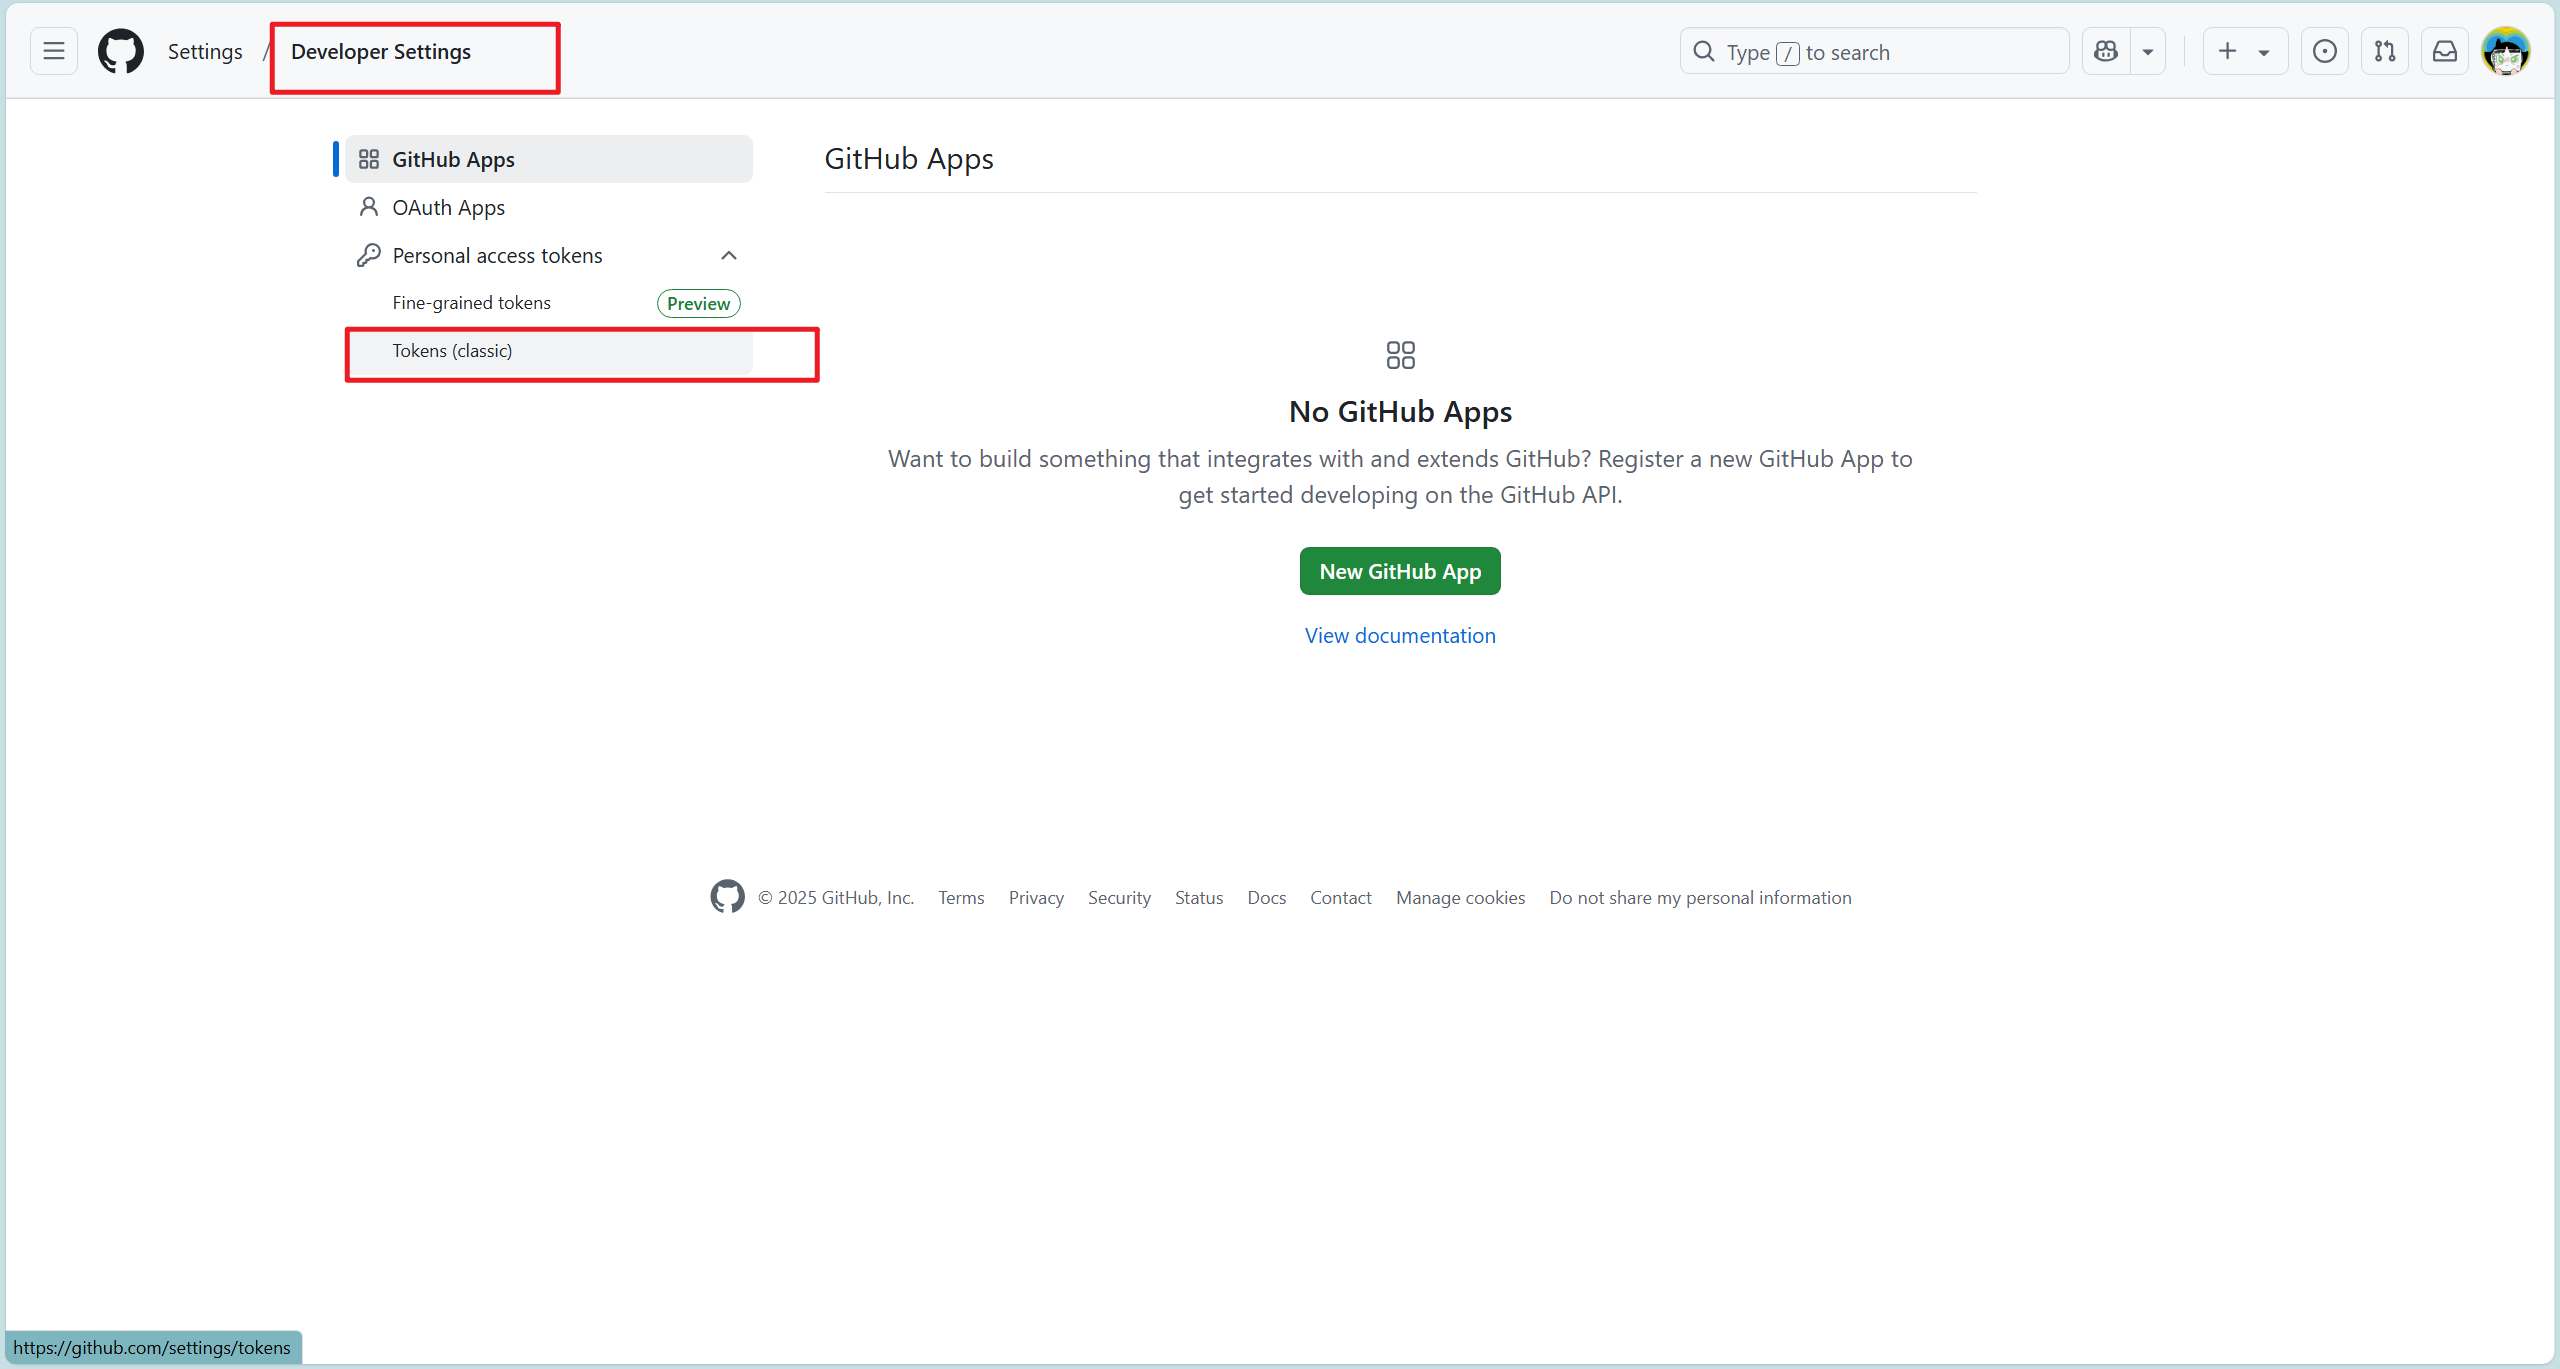 Settings / Developer Settings
Type / to search
GitHub Apps
OAuth Apps
Personal access tokens
Fine-grained tokens Preview
Tokens (classic)
GitHub Apps
No GitHub Apps
Want to build something that integrates with and extends GitHub? Register a new GitHub App to
get started developing on the GitHub API.
New GitHub App
View documentation
© 2025 GitHub, Inc. Terms Privacy Security Status Docs Contact Manage cookies Do not share my personal information
https://github.com/settings/tokens